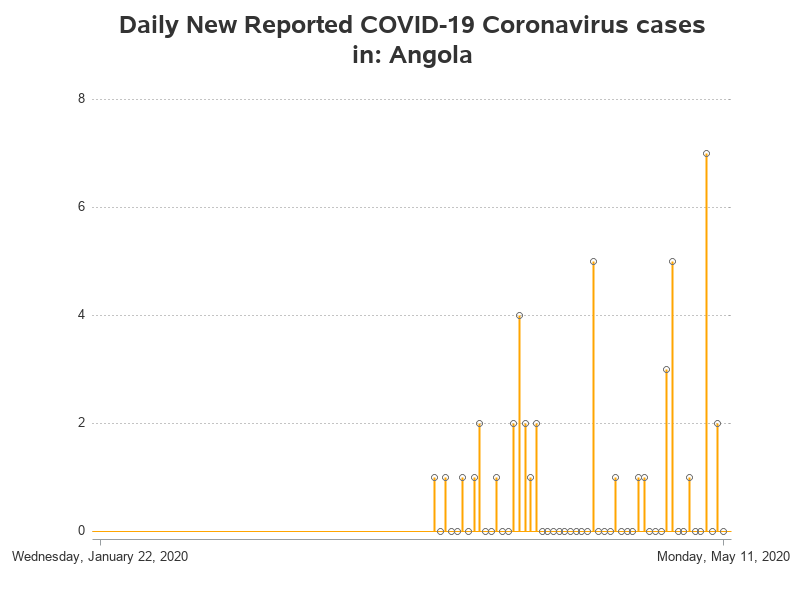 Daily New Reported COVID-19 Coronavirus cases
in: Angola
8
6
4
2
0
Wednesday, January 22, 2020
Monday, May 11, 2020